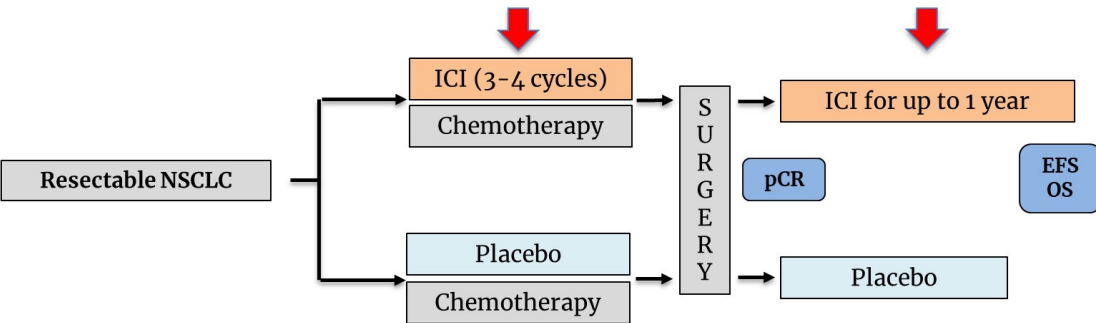 ICI (3-4 cycles)
Chemotherapy
SURGERY
ICI for up to 1 year
Resectable NSCLC
pCR
EFS
OS
Placebo
Chemotherapy
Placebo